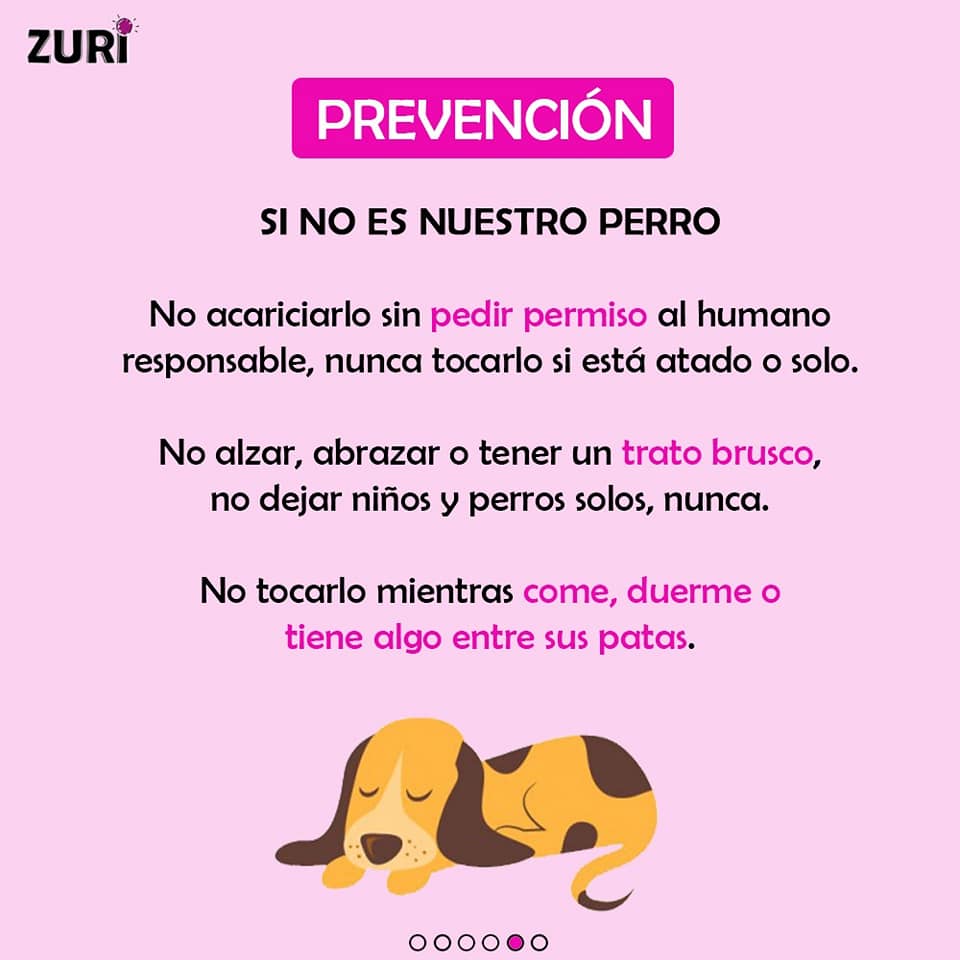 ZURI
PREVENCIÓN
SI NO ES NUESTRO PERRO
No acariciarlo sin pedir permiso al humano
responsable, nunca tocarlo si está atado o solo.
No alzar, abrazar o tener un trato brusco,
no dejar niños y perros solos, nunca.
No tocarlo mientras come, duerme o
tiene algo entre sus patas.